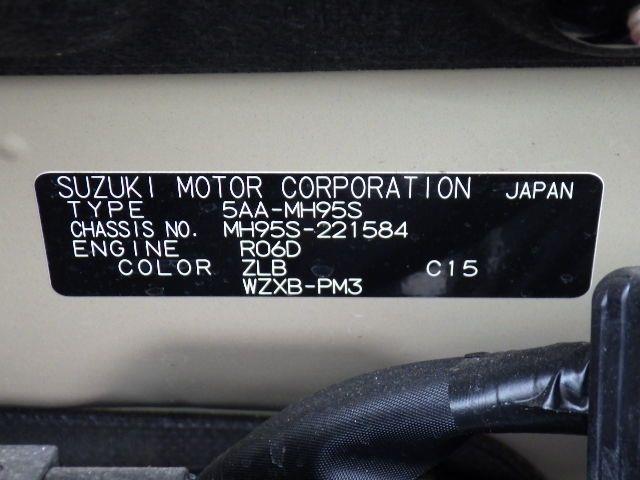 SUZUKI MOTOR CORPORATION JAPAN
TYPE 5AA-MH95S
CHASSIS NO. MH95S-221584
ENGINE R06D
COLOR ZLB C15
WZXB-PM3